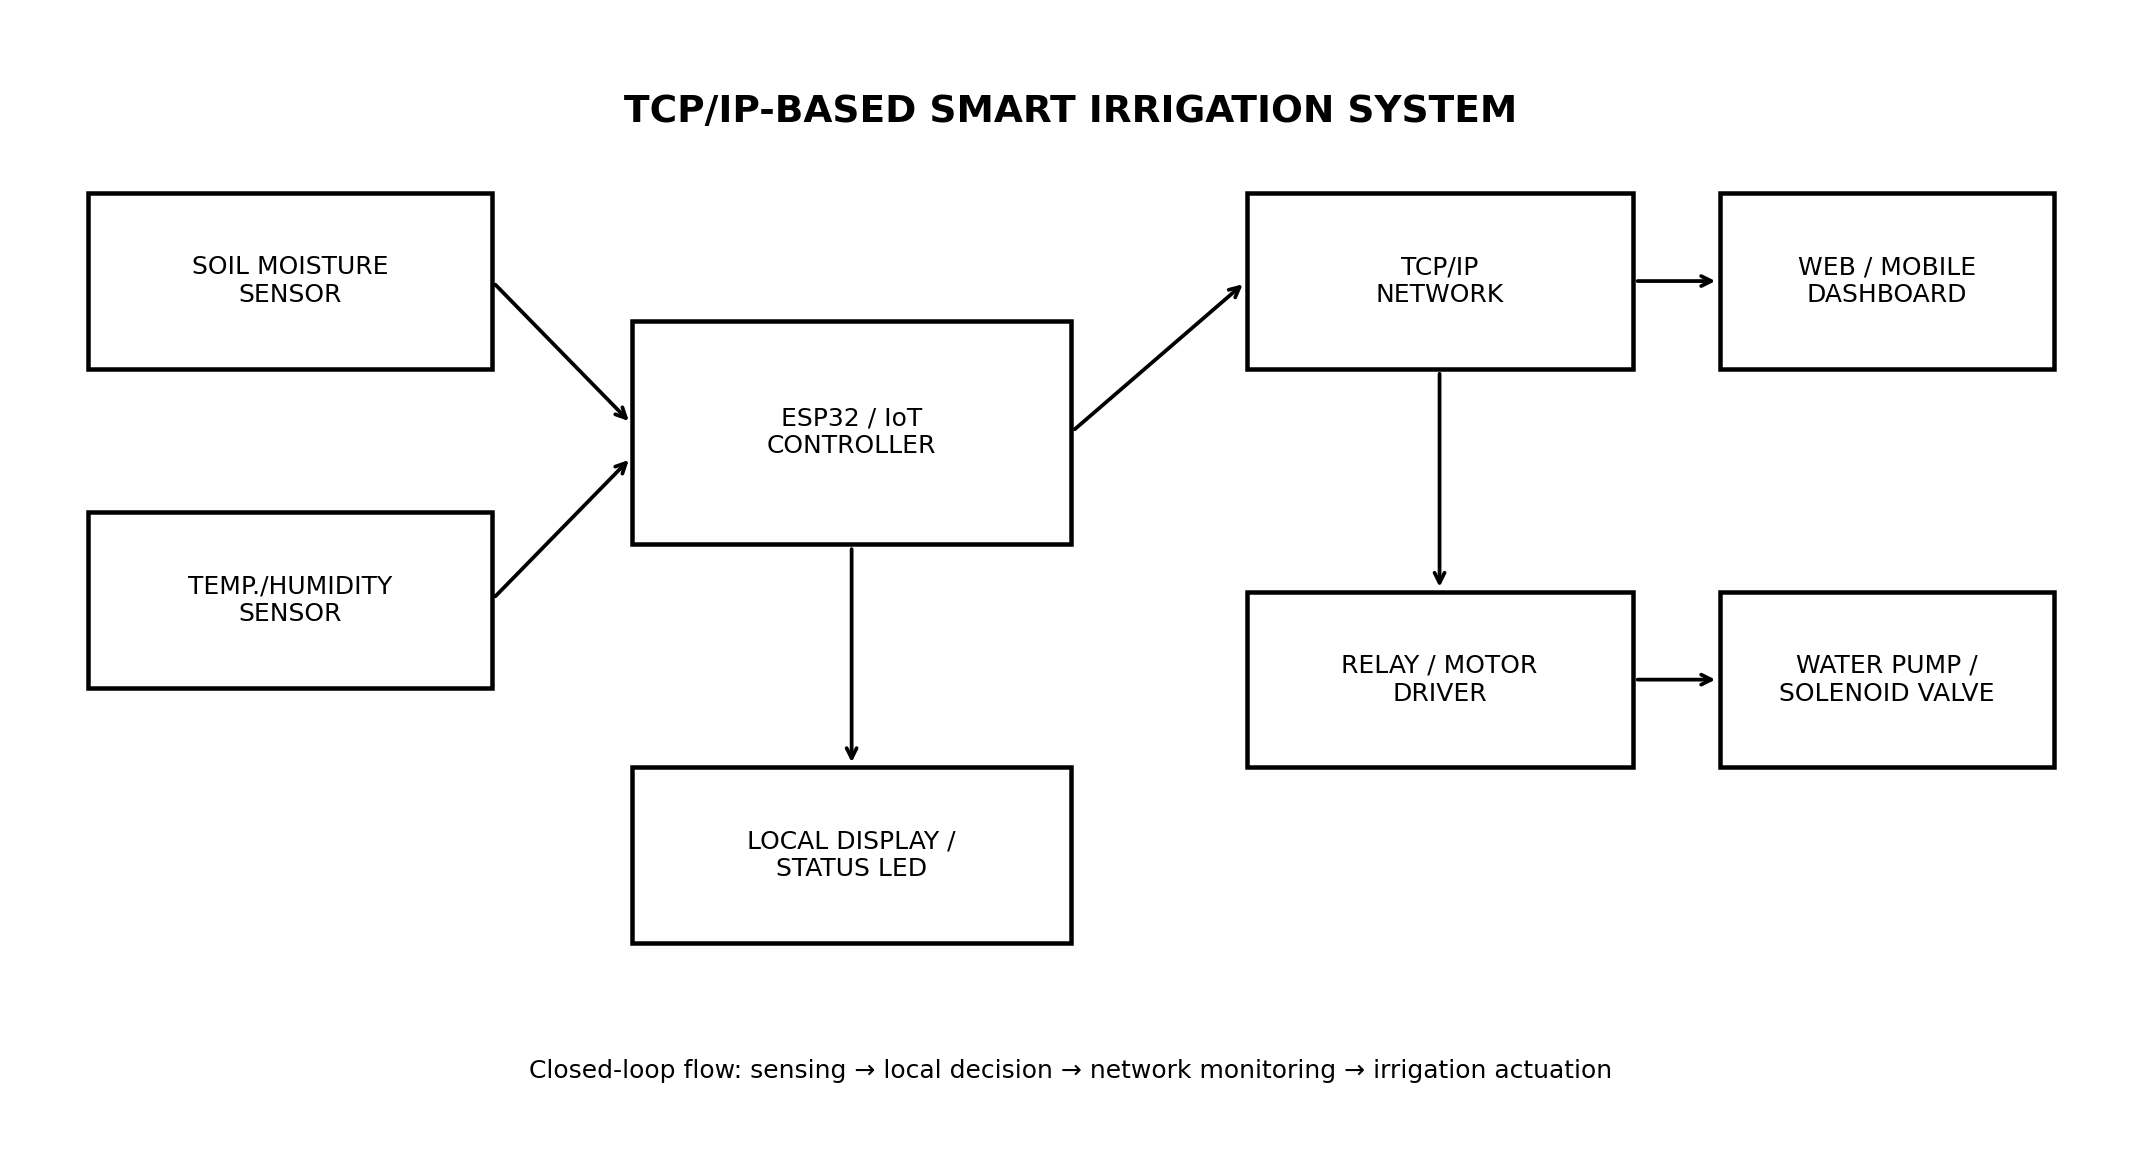 TCP/IP-BASED SMART IRRIGATION SYSTEM
SOIL MOISTURE
SENSOR
TEMP./HUMIDITY
SENSOR
ESP32 / IoT
CONTROLLER
LOCAL DISPLAY /
STATUS LED
TCP/IP
NETWORK
WEB / MOBILE
DASHBOARD
RELAY / MOTOR
DRIVER
WATER PUMP /
SOLENOID VALVE
Closed-loop flow: sensing → local decision → network monitoring → irrigation actuation